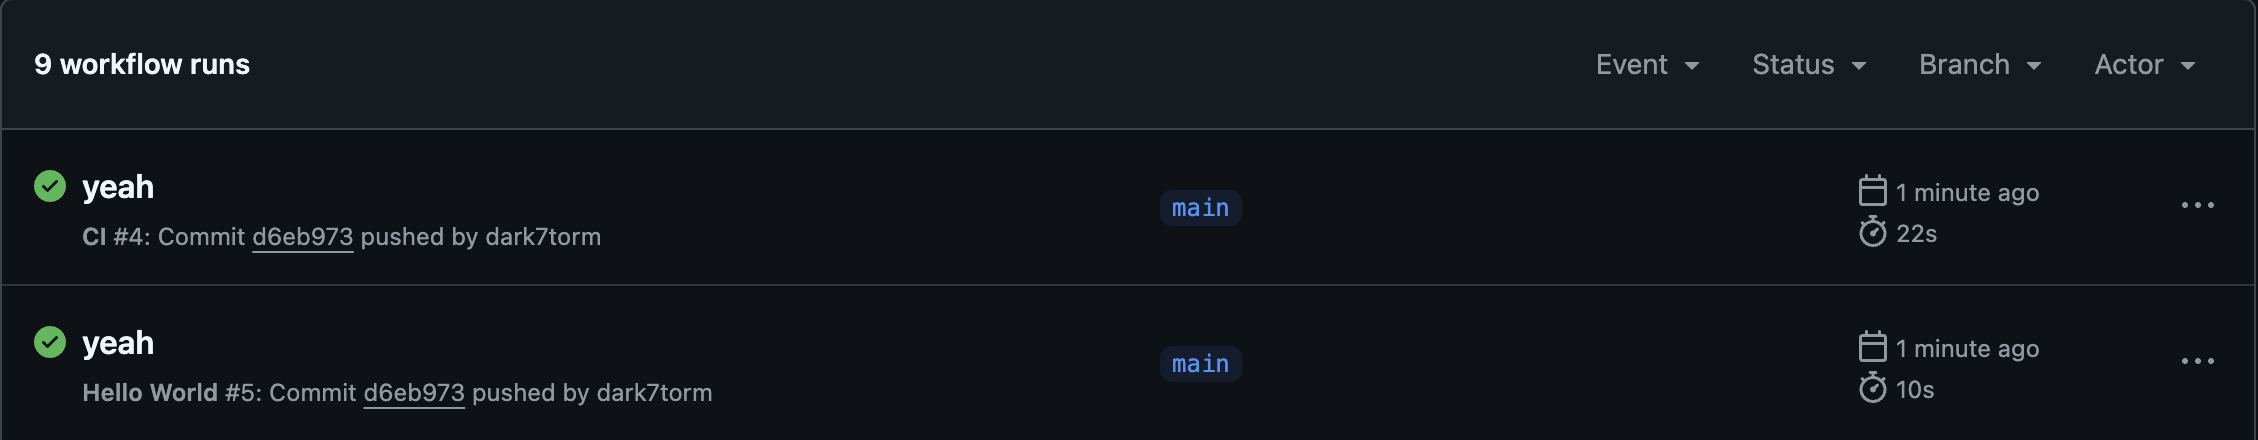 9 workflow runs
Event Status Branch Actor
yeah
CI #4: Commit d6eb973 pushed by dark7torm
main
1 minute ago
22s
yeah
Hello World #5: Commit d6eb973 pushed by dark7torm
main
1 minute ago
10s